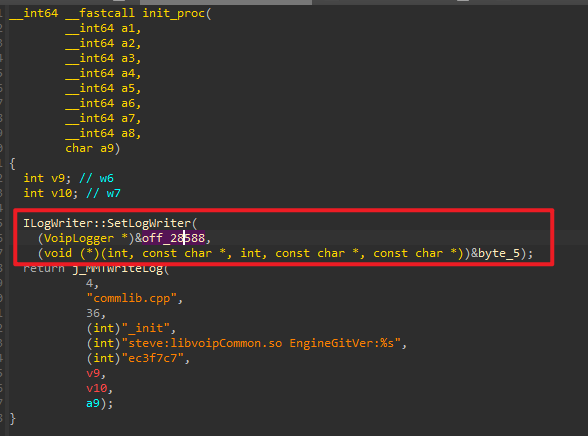 __int64 __fastcall init_proc(
__int64 a1,
__int64 a2,
__int64 a3,
__int64 a4,
__int64 a5,
__int64 a6,
__int64 a7,
__int64 a8,
char a9)
{
int v9; // w6
int v10; // w7
ILogWriter::SetLogWriter(
(VoipLogger *)&off_28588,
(void (*)(int, const char *, int, const char *, const char *))&byte_5);
return j_MMTWriteLog(
4,
"commlib.cpp",
36,
(int)"_init",
(int)"steve:libvoipCommon.so EngineGitVer:%s",
(int)"ec3f7c7",
v9,
v10,
a9);
}